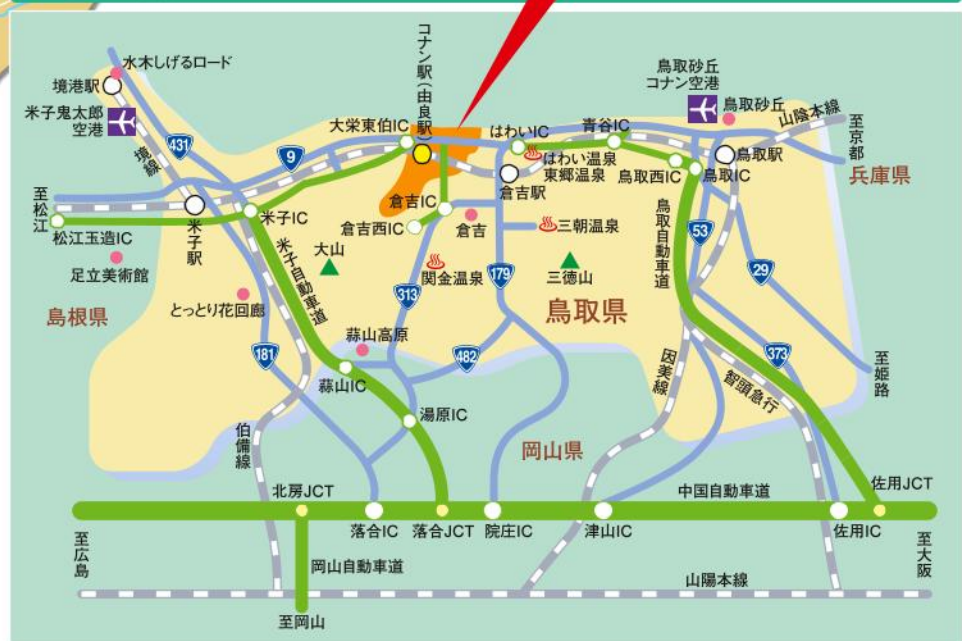 水木しげるロード
境港駅
米子鬼太郎
空港
431
境線
9
コナン駅（由良駅）
大栄東伯IC
はわいIC
青谷IC
鳥取砂丘
コナン空港
鳥取砂丘
山陰本線
至京都
兵庫県
はわい温泉
東郷温泉
鳥取駅
鳥取西IC
鳥取IC
倉吉駅
至松江
松江玉造IC
米子駅
米子IC
倉吉IC
倉吉西IC
倉吉
三朝温泉
足立美術館
大山
米子自動車道
関金温泉
179
三徳山
鳥取自動車道
53
29
島根県
とっとり花回廊
313
鳥取県
蒜山高原
181
482
373
蒜山IC
因美線
智頭急行
至姫路
湯原IC
伯備線
岡山県
北房JCT
中国自動車道
佐用JCT
落合IC
落合JCT
院庄IC
津山IC
佐用IC
至広島
至大阪
岡山自動車道
山陽本線
至岡山